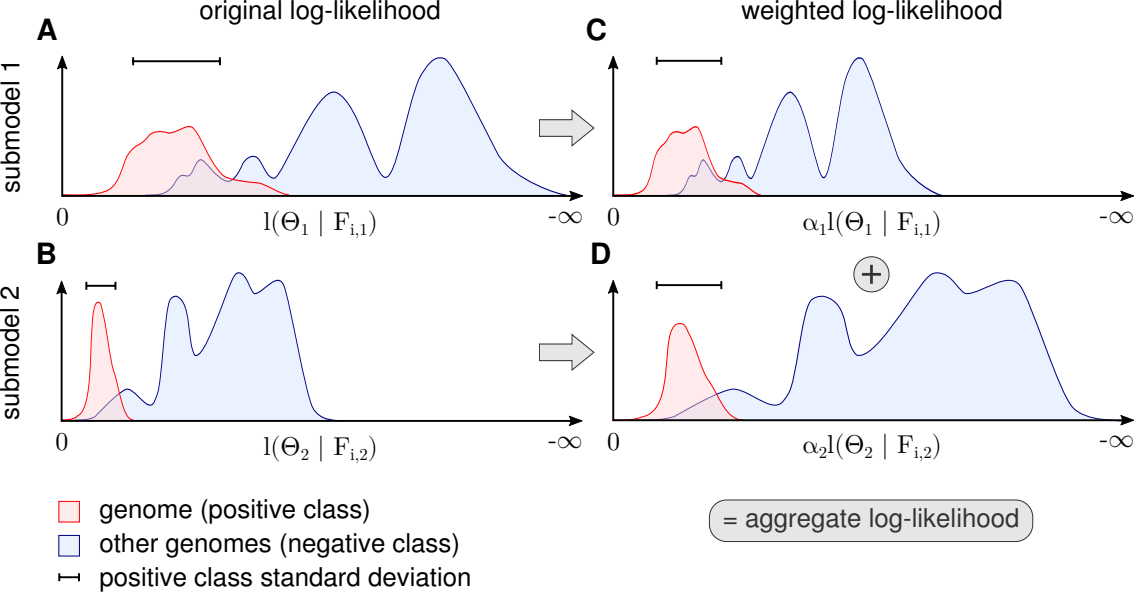 original log-likelihood
weighted log-likelihood
A
C
submodel 1
0
l(Θ₁ | Fᵢ,₁)
-∞
0
α₁l(Θ₁ | Fᵢ,₁)
-∞
B
D
+
submodel 2
0
l(Θ₂ | Fᵢ,₂)
-∞
0
α₂l(Θ₂ | Fᵢ,₂)
-∞
genome (positive class)
other genomes (negative class)
positive class standard deviation
= aggregate log-likelihood